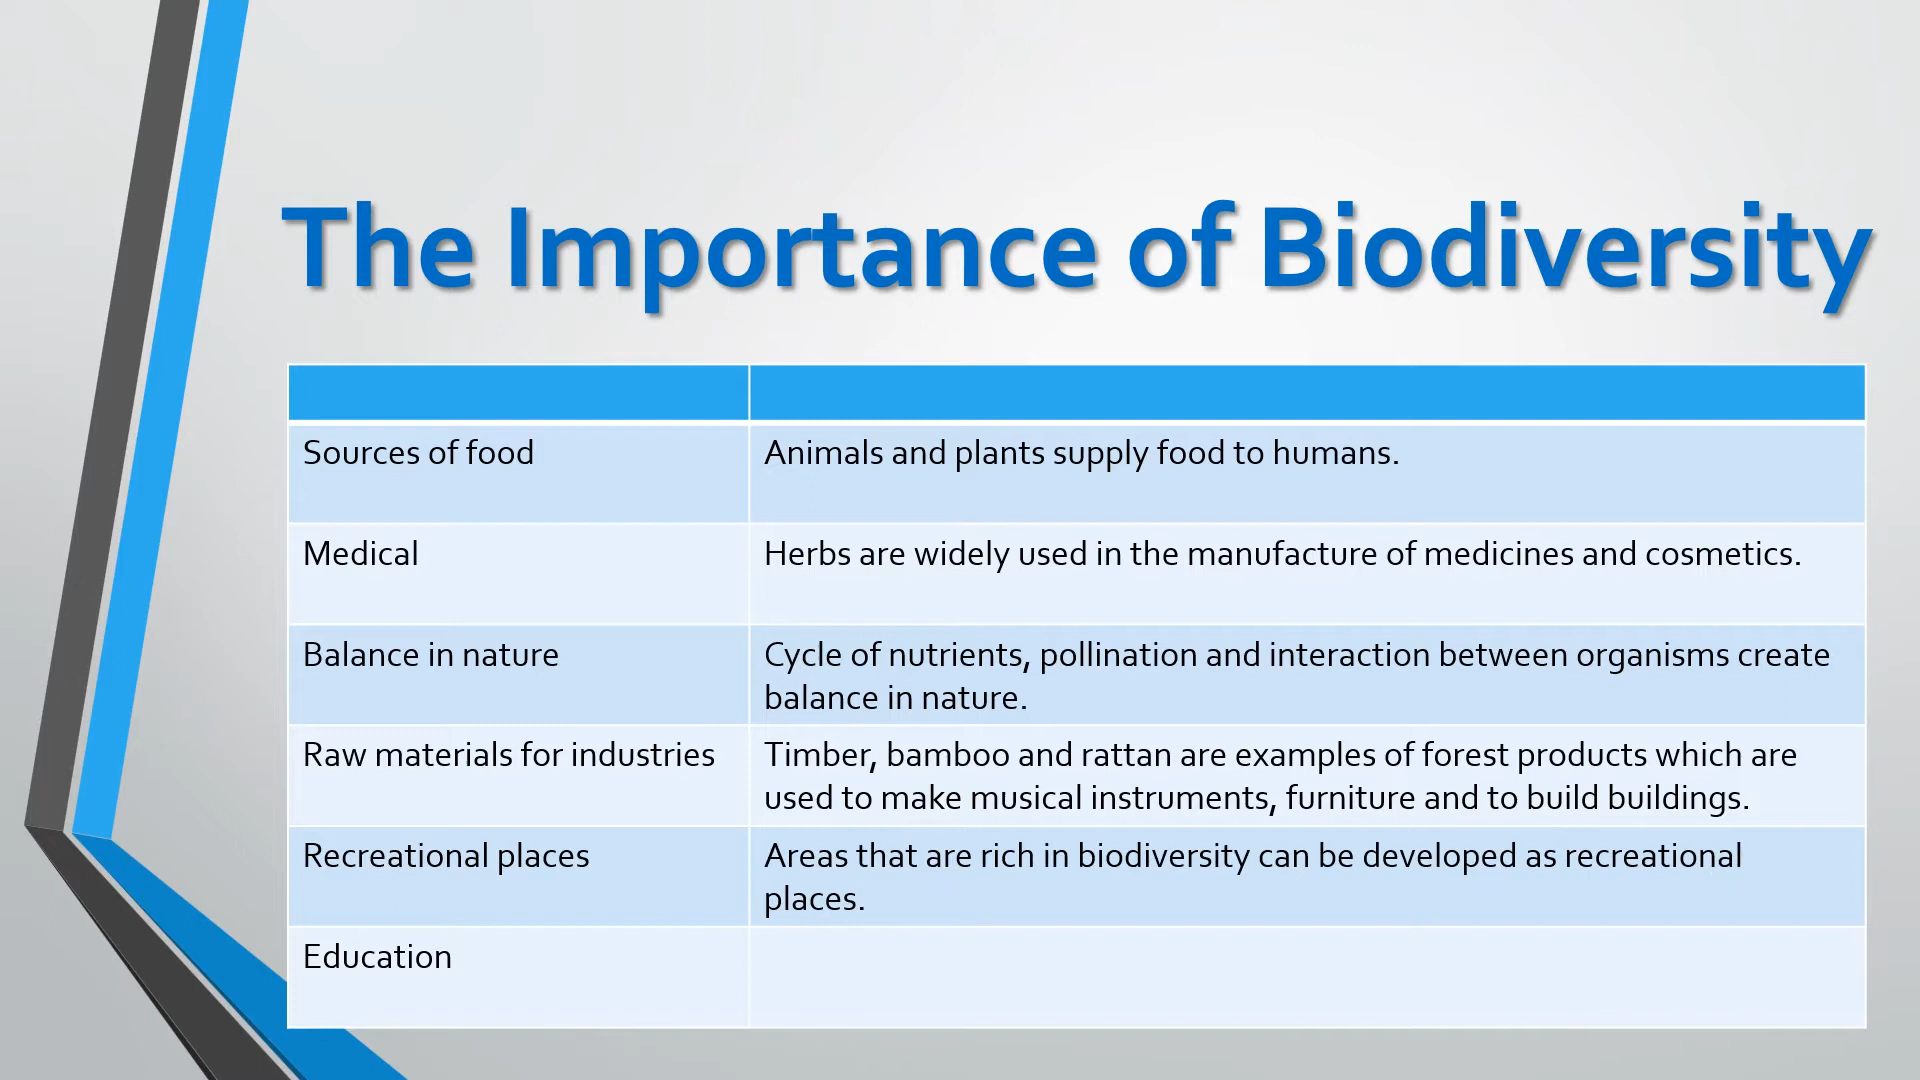 The Importance of Biodiversity
Sources of food
Animals and plants supply food to humans.
Medical
Herbs are widely used in the manufacture of medicines and cosmetics.
Balance in nature
Cycle of nutrients, pollination and interaction between organisms create
balance in nature.
Raw materials for industries
Timber, bamboo and rattan are examples of forest products which are
used to make musical instruments, furniture and to build buildings.
Recreational places
Areas that are rich in biodiversity can be developed as recreational
places.
Education